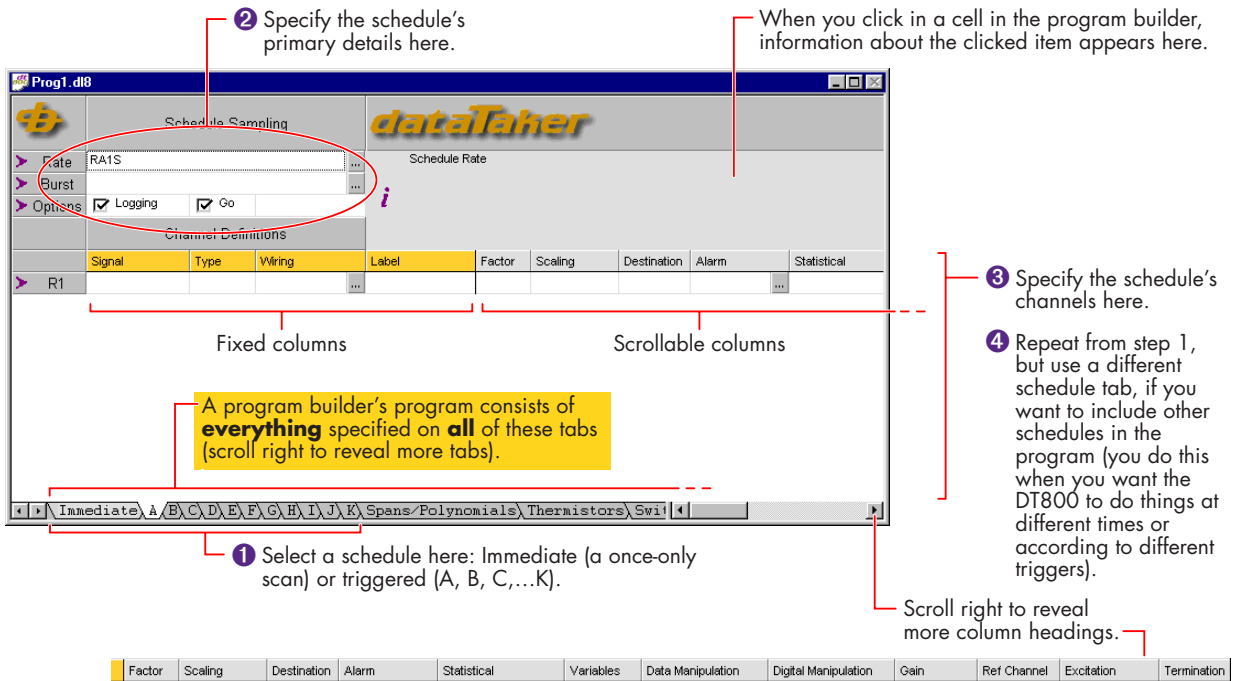 ❷ Specify the schedule's
primary details here.
When you click in a cell in the program builder,
information about the clicked item appears here.
Prog1.dl8
Schedule Sampling
dataTaker
Rate RA1S ... Schedule Rate
Burst ...
i
Options Logging Go
Channel Definitions
Signal Type Wiring Label Factor Scaling Destination Alarm Statistical
R1 ... ...
❸ Specify the schedule's
channels here.
Fixed columns
Scrollable columns
❹ Repeat from step 1,
but use a different
schedule tab, if you
want to include other
schedules in the
program (you do this
when you want the
DT800 to do things at
different times or
according to different
triggers).
A program builder's program consists of
everything specified on all of these tabs
(scroll right to reveal more tabs).
Immediate A B C D E F G H I J K Spans/Polynomials Thermistors Swit
❶ Select a schedule here: Immediate (a once-only
scan) or triggered (A, B, C,…K).
Scroll right to reveal
more column headings.
Factor Scaling Destination Alarm Statistical Variables Data Manipulation Digital Manipulation Gain Ref Channel Excitation Termination